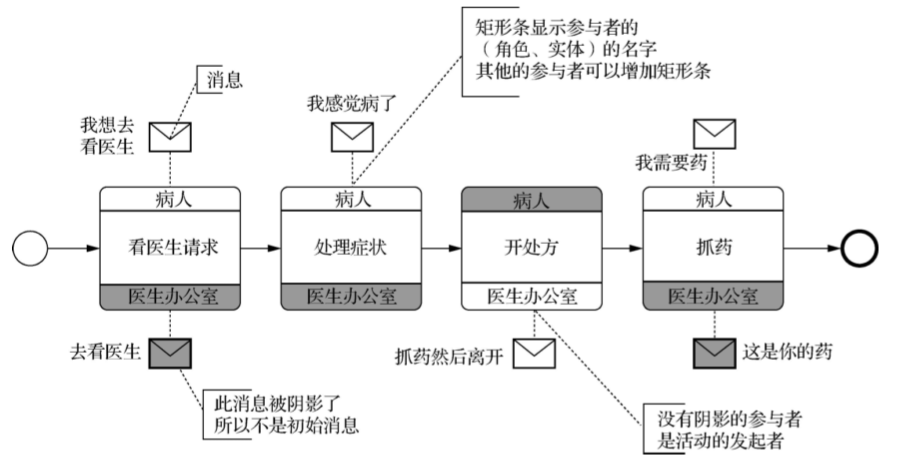 矩形条显示参与者的
（角色、实体）的名字
其他的参与者可以增加矩形条
消息
我感觉病了
我想去
看医生
我需要药
病人
病人
病人
病人
看医生请求
处理症状
开处方
抓药
医生办公室
医生办公室
医生办公室
医生办公室
去看医生
抓药然后离开
这是你的药
此消息被阴影了
所以不是初始消息
没有阴影的参与者
是活动的发起者